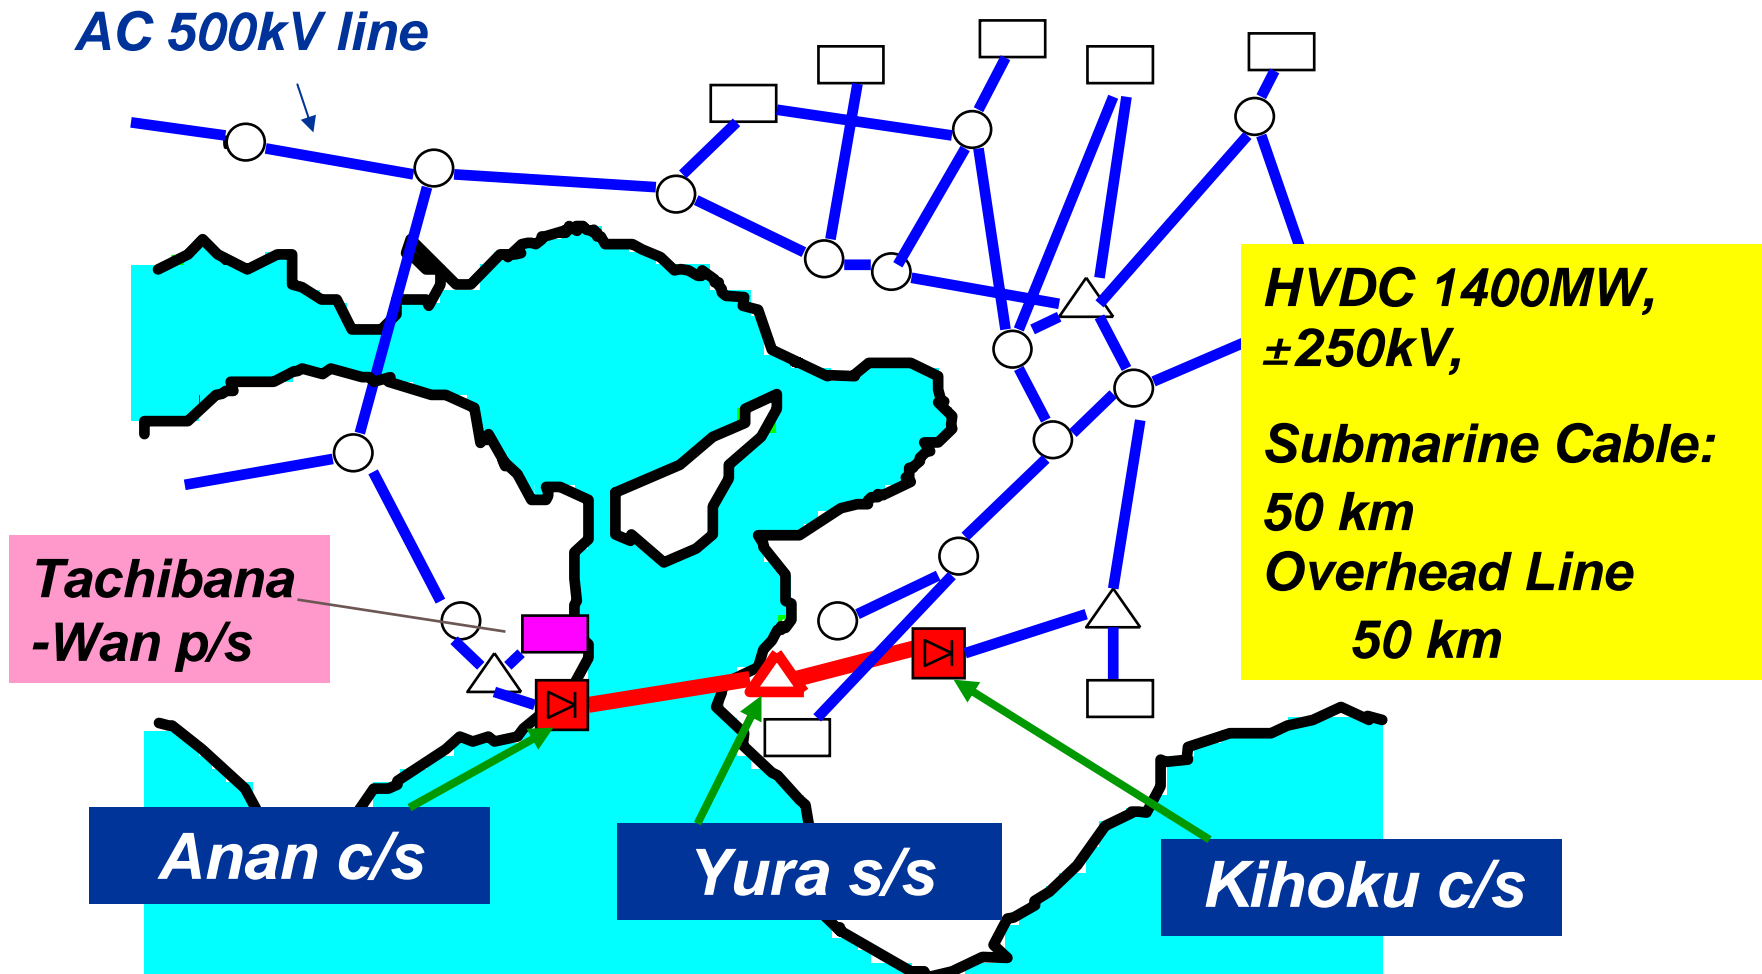 AC 500kV line
HVDC 1400MW,
±250kV,
Submarine Cable:
50 km
Overhead Line
50 km
Tachibana
-Wan p/s
Anan c/s
Yura s/s
Kihoku c/s